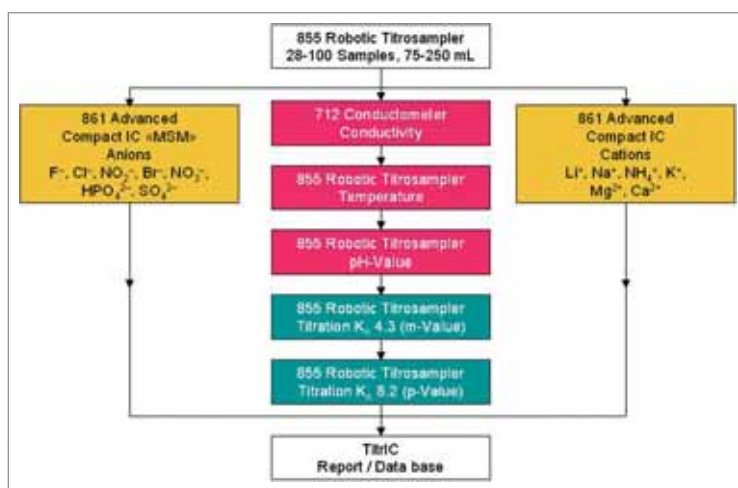 855 Robotic Titrosampler
28-100 Samples, 75-250 mL
861 Advanced
Compact IC «MSM»
Anions
F⁻, Cl⁻, NO₂⁻, Br⁻, NO₃⁻,
HPO₄²⁻, SO₄²⁻
712 Conductometer
Conductivity
855 Robotic Titrosampler
Temperature
855 Robotic Titrosampler
pH-Value
855 Robotic Titrosampler
Titration Kₐ 4.3 (m-Value)
855 Robotic Titrosampler
Titration Kₐ 8.2 (p-Value)
861 Advanced
Compact IC
Cations
Li⁺, Na⁺, NH₄⁺, K⁺,
Mg²⁺, Ca²⁺
TitrIC
Report / Data base